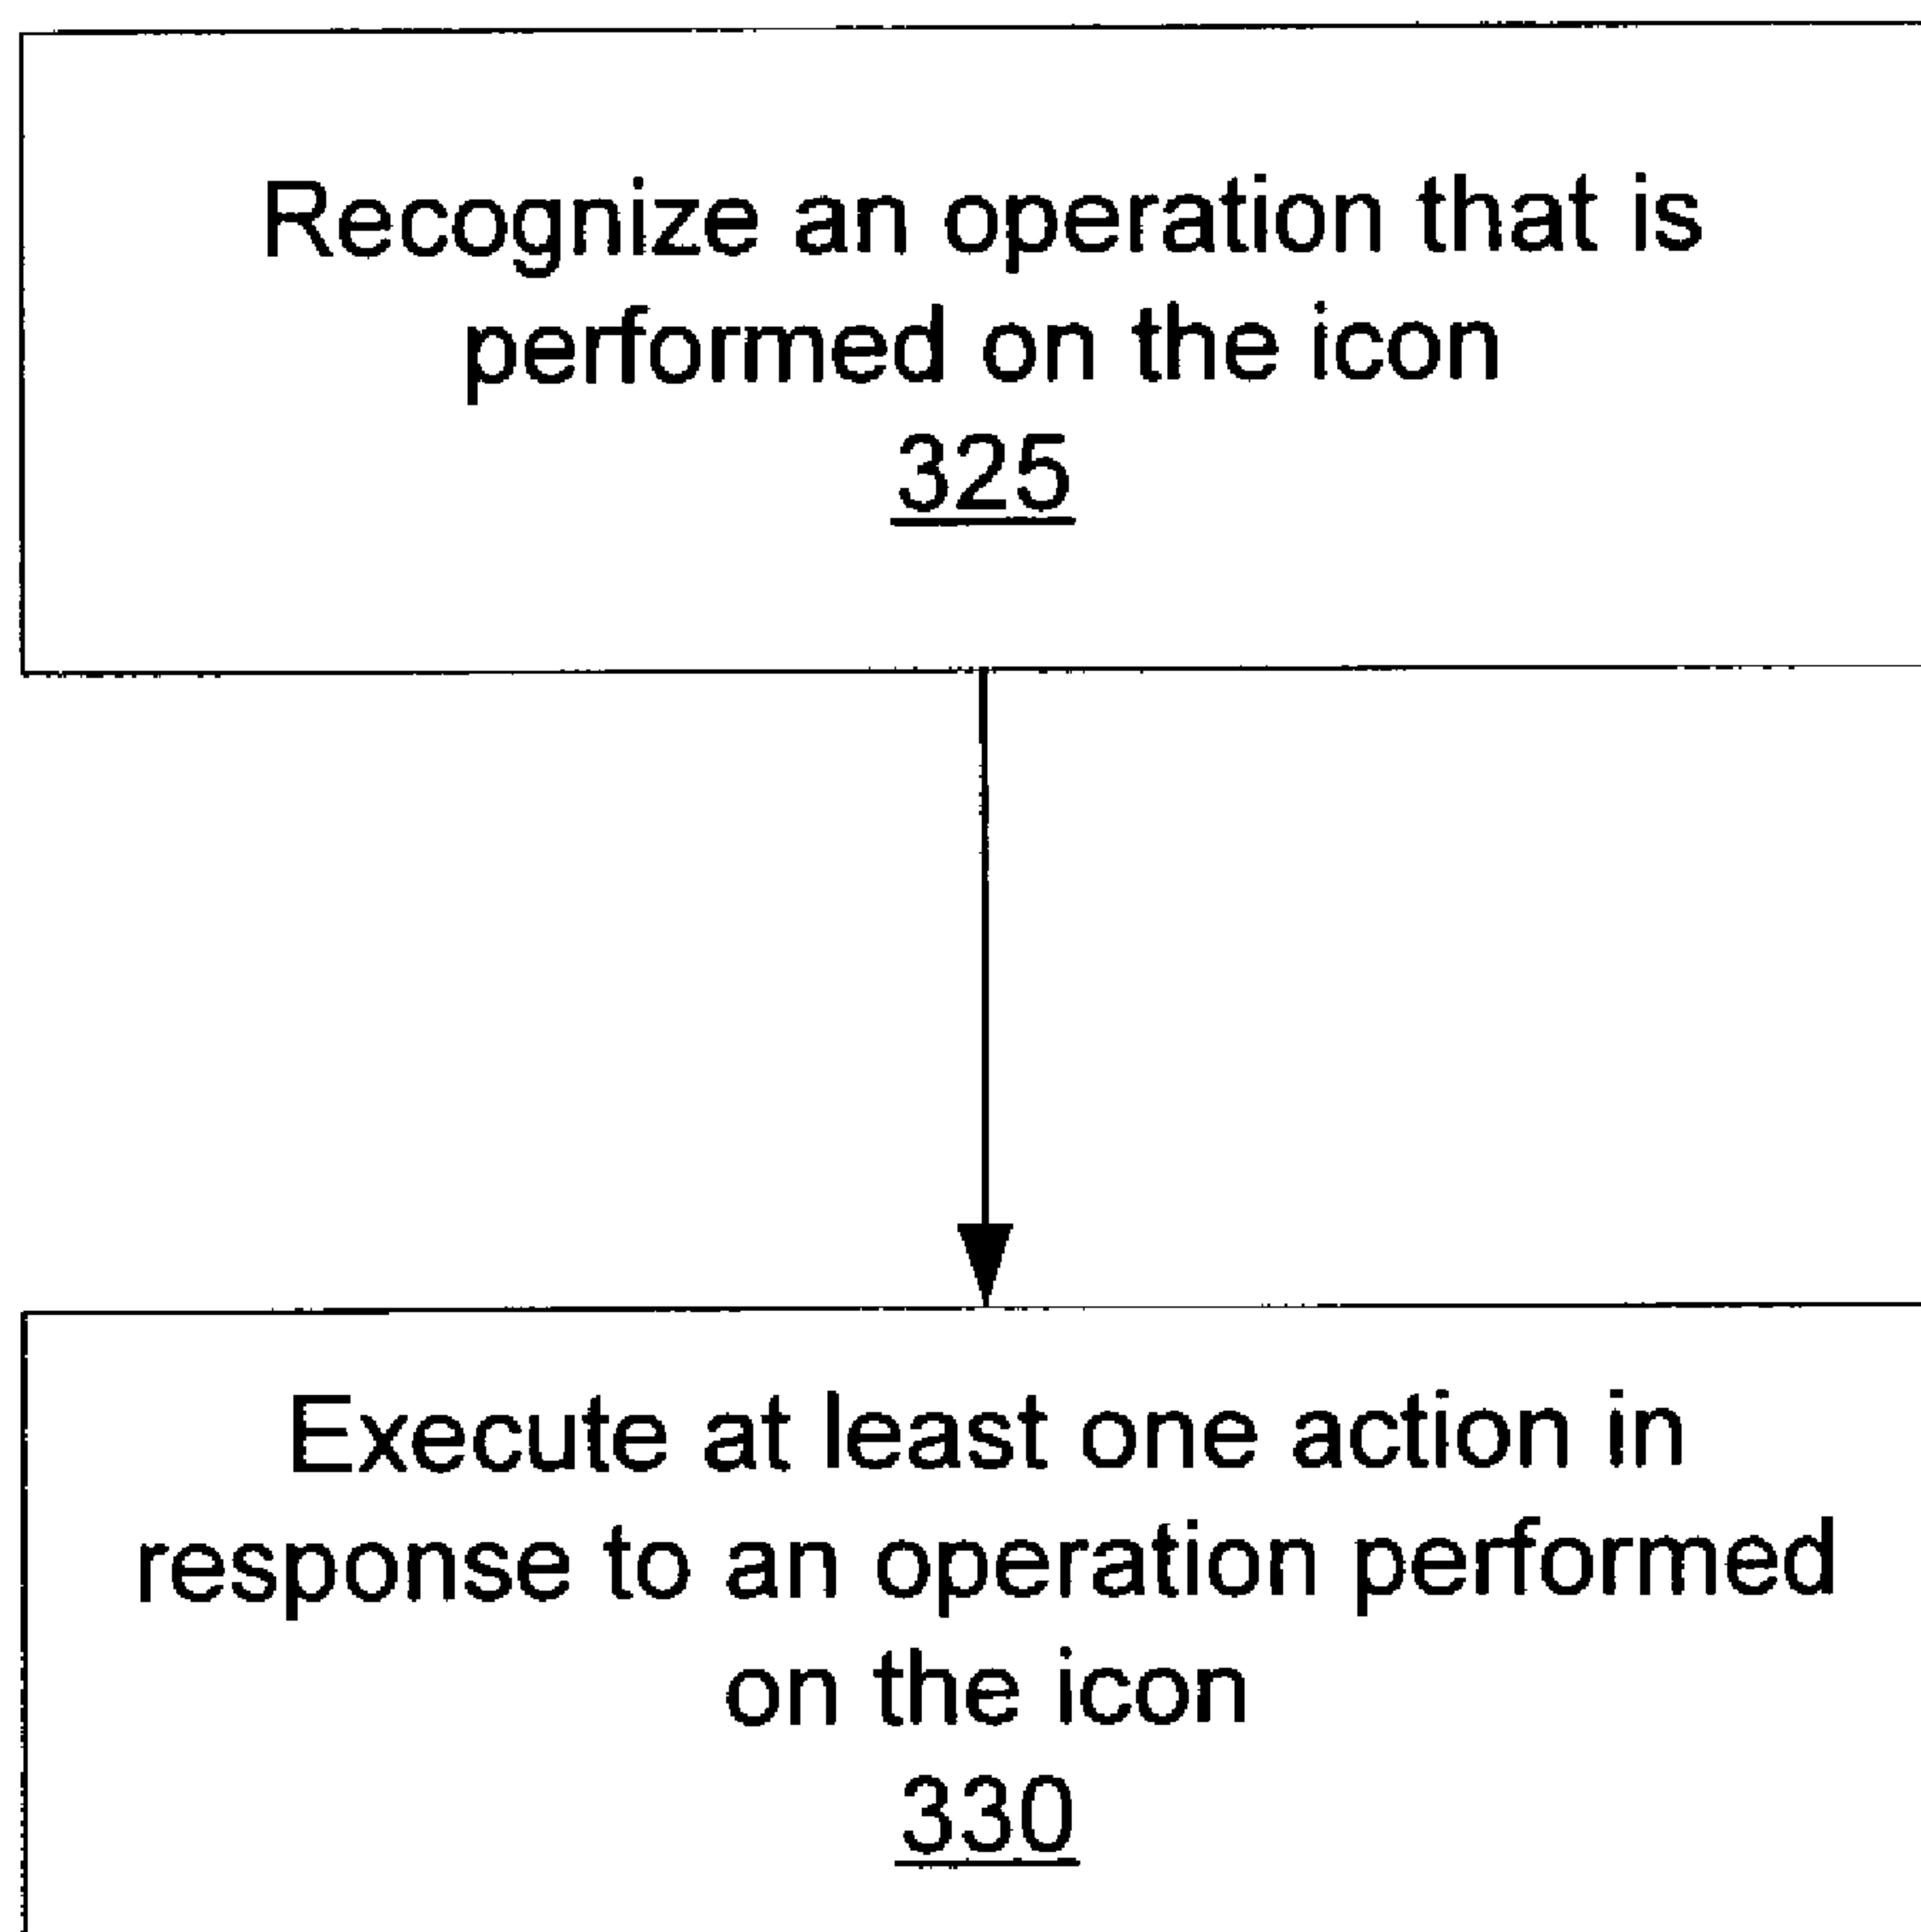 Recognize an operation that is
performed on the icon
325
Execute at least one action in
response to an operation performed
on the icon
330